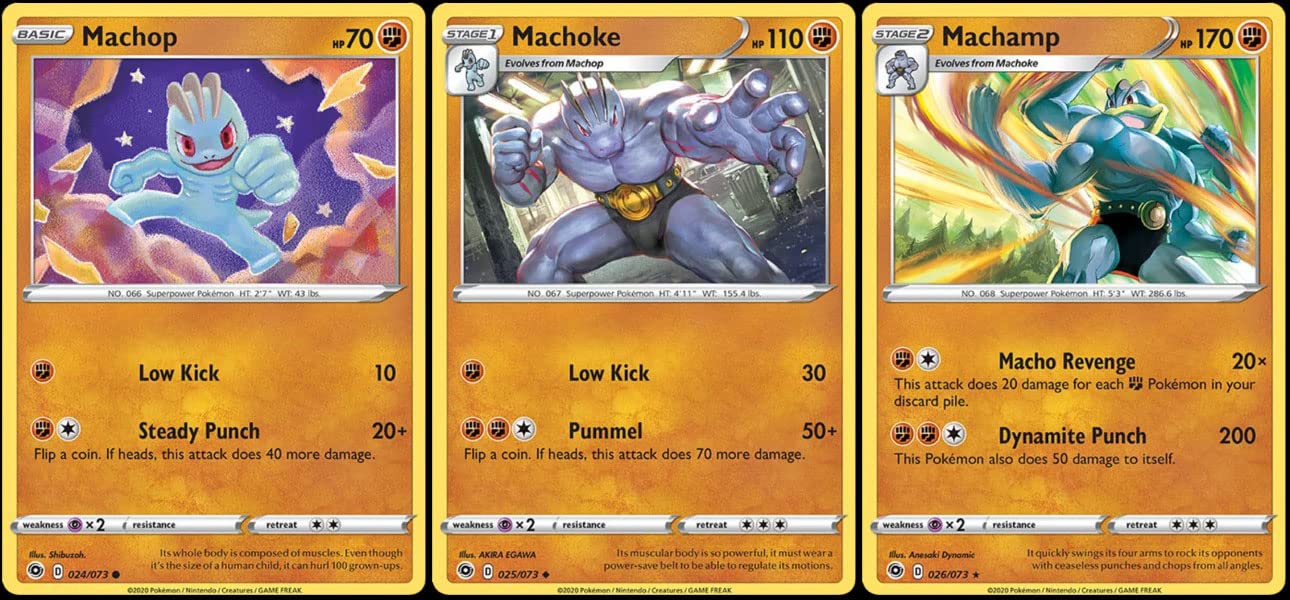 BASIC Machop HP 70
NO. 066 Superpower Pokémon HT: 2'7" WT: 43 lbs.
Low Kick 10
Steady Punch 20+
Flip a coin. If heads, this attack does 40 more damage.
weakness ×2 resistance retreat
Illus. Shibuzoh.
Its whole body is composed of muscles. Even though
it's the size of a human child, it can hurl 100 grown-ups.
D 024/073
©2020 Pokémon / Nintendo / Creatures / GAME FREAK
STAGE 1 Machoke HP 110
Evolves from Machop
NO. 067 Superpower Pokémon HT: 4'11" WT: 155.4 lbs.
Low Kick 30
Pummel 50+
Flip a coin. If heads, this attack does 70 more damage.
weakness ×2 resistance retreat
Illus. AKIRA EGAWA
Its muscular body is so powerful, it must wear a
power-save belt to be able to regulate its motions.
D 025/073
©2020 Pokémon / Nintendo / Creatures / GAME FREAK
STAGE 2 Machamp HP 170
Evolves from Machoke
NO. 068 Superpower Pokémon HT: 5'3" WT: 286.6 lbs.
Macho Revenge 20×
This attack does 20 damage for each Pokémon in your
discard pile.
Dynamite Punch 200
This Pokémon also does 50 damage to itself.
weakness ×2 resistance retreat
Illus. Anesaki Dynamic
It quickly swings its four arms to rock its opponents
with ceaseless punches and chops from all angles.
D 026/073
©2020 Pokémon / Nintendo / Creatures / GAME FREAK